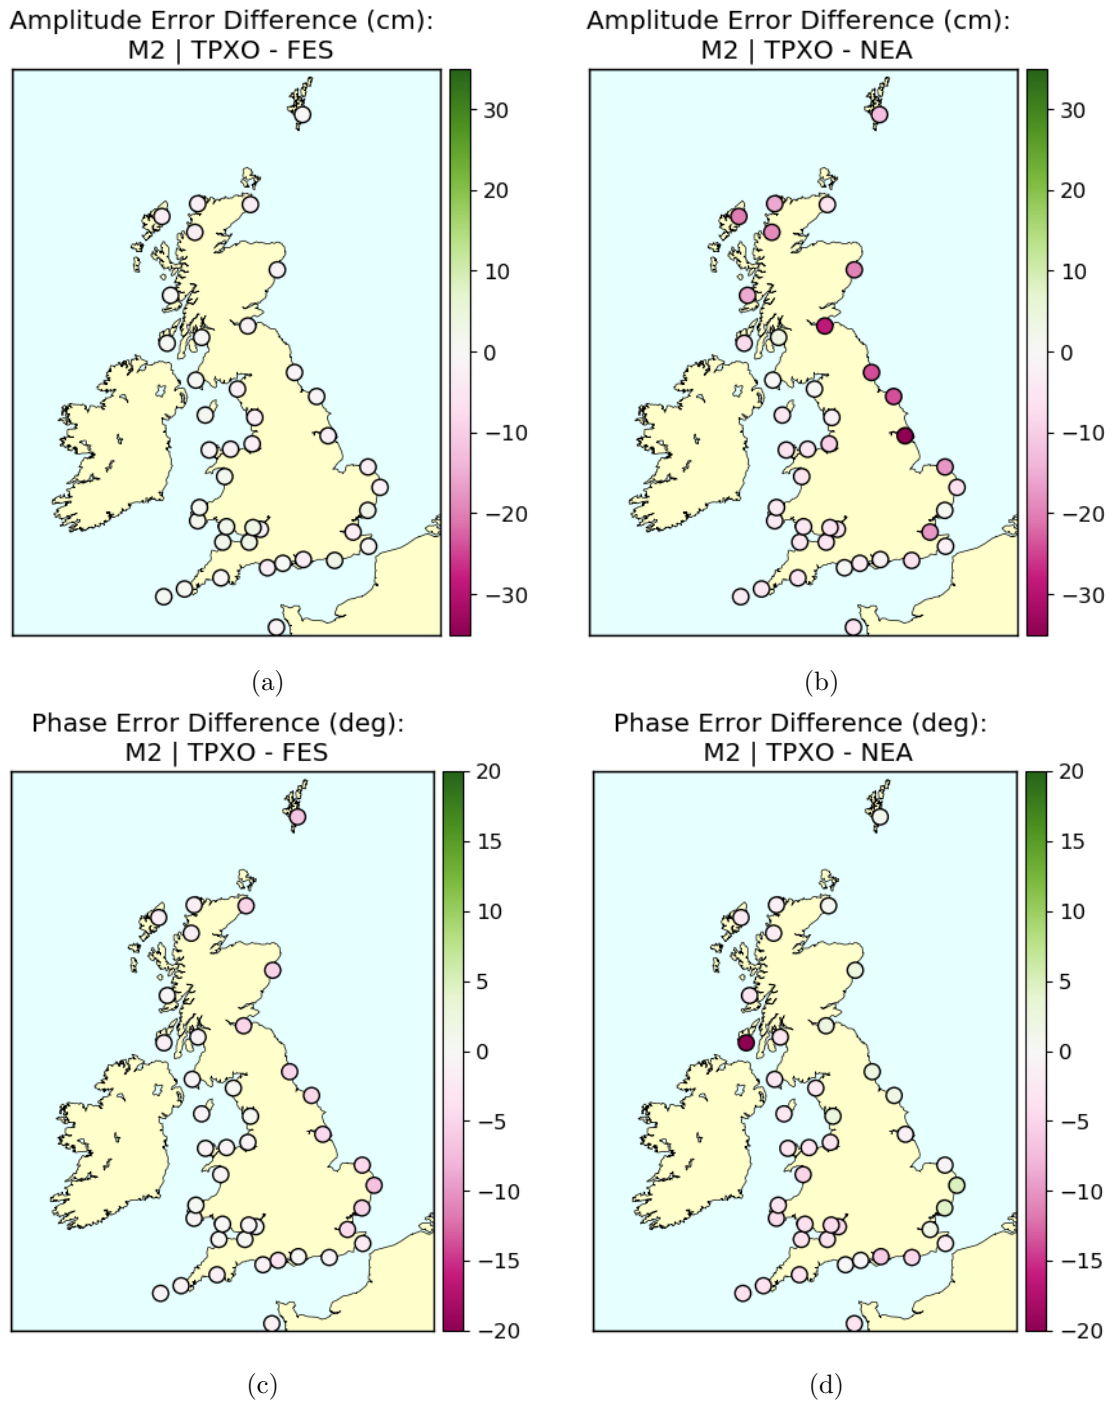 Amplitude Error Difference (cm):
M2 | TPXO - FES
30
20
10
0
−10
−20
−30
(a)
Amplitude Error Difference (cm):
M2 | TPXO - NEA
30
20
10
0
−10
−20
−30
(b)
Phase Error Difference (deg):
M2 | TPXO - FES
20
15
10
5
0
−5
−10
−15
−20
(c)
Phase Error Difference (deg):
M2 | TPXO - NEA
20
15
10
5
0
−5
−10
−15
−20
(d)